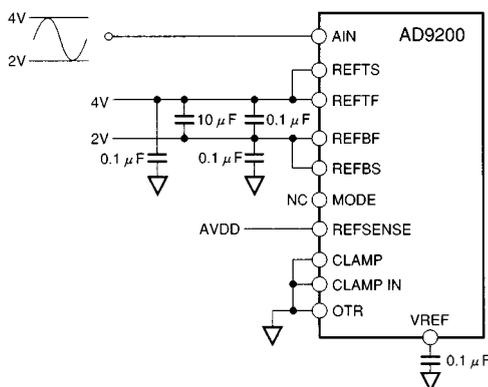 4V
2V
AIN
AD9200
REFTS
4V
REFTF
10 μF
0.1 μF
2V
REFBF
0.1 μF
0.1 μF
REFBS
NC
MODE
AVDD
REFSENSE
CLAMP
CLAMP IN
OTR
VREF
0.1 μF